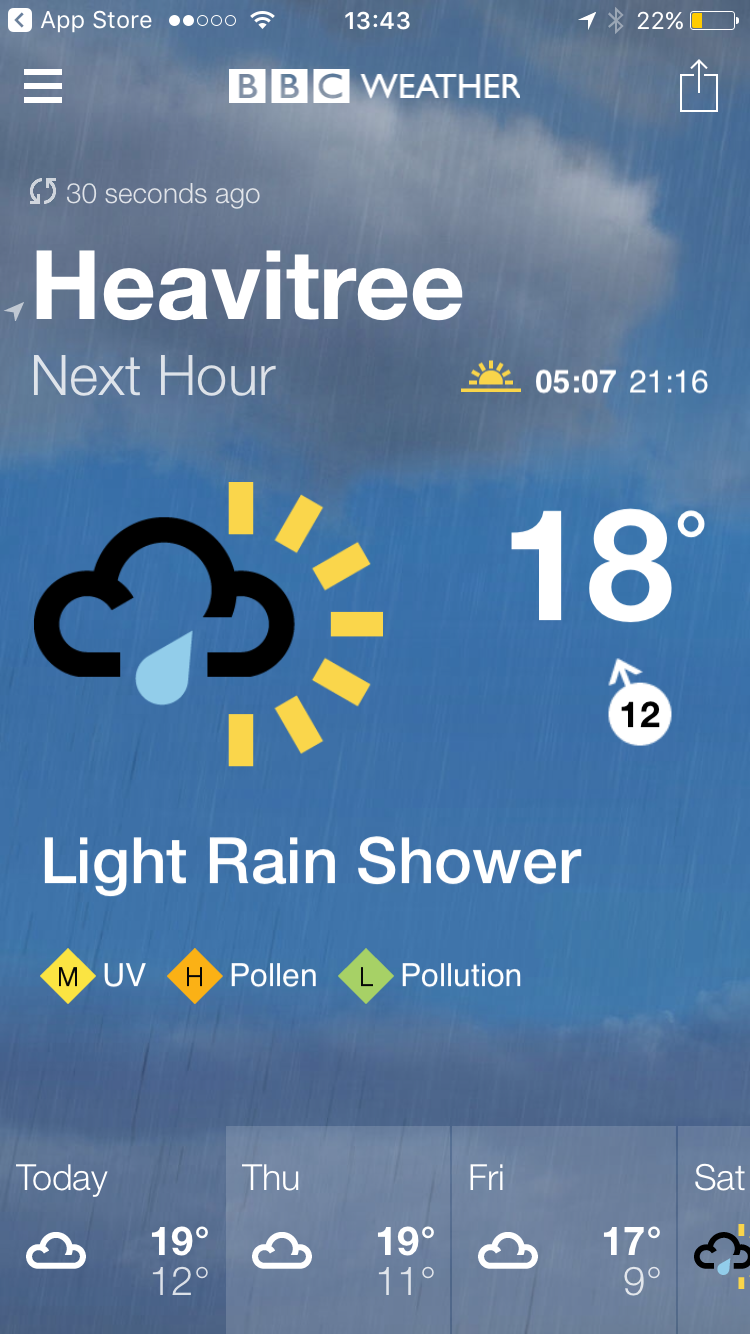 App Store 13:43 22%
BBC WEATHER
30 seconds ago
Heavitree
Next Hour 05:07 21:16
18°
12
Light Rain Shower
M UV H Pollen L Pollution
Today Thu Fri Sat
19° 19° 17°
12° 11° 9°